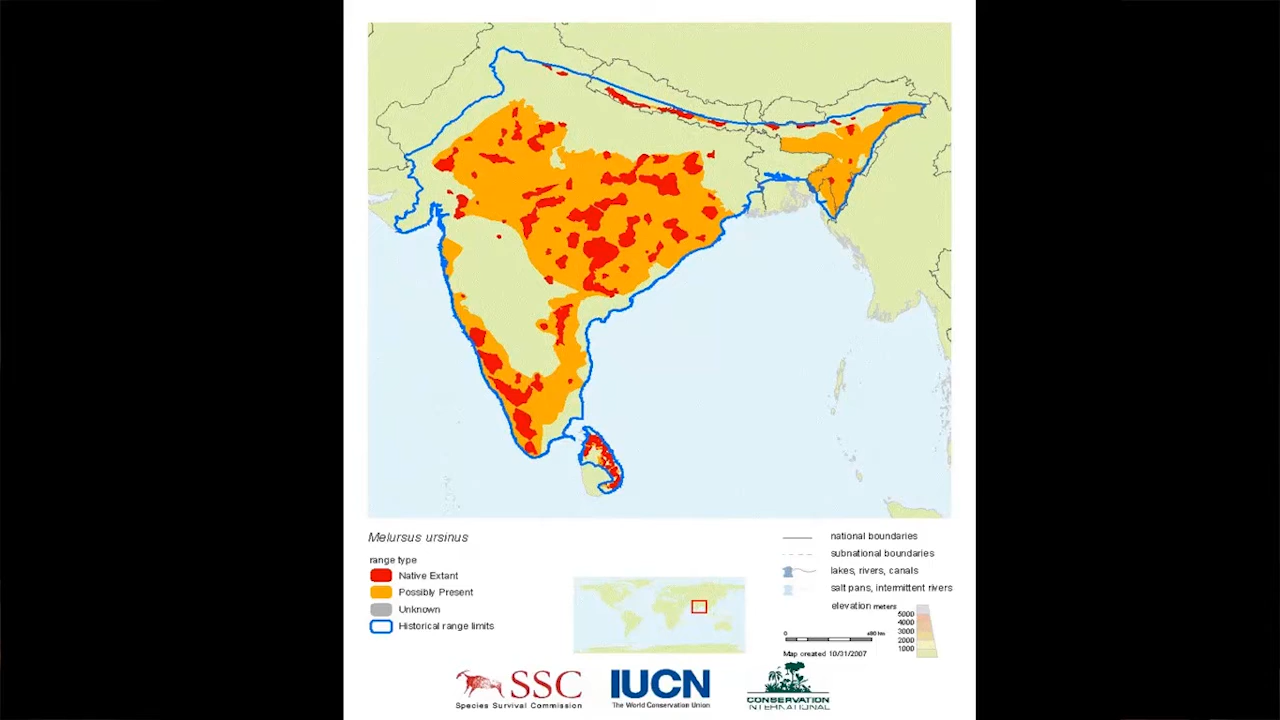 Melursus ursinus
range type
Native Extant
Possibly Present
Unknown
Historical range limits
national boundaries
subnational boundaries
lakes, rivers, canals
salt pans, intermittent rivers
elevation meters
5000
4000
3000
2000
1000
0 400 km
Map created 10/31/2007
SSC
Species Survival Commission
IUCN
The World Conservation Union
CONSERVATION
INTERNATIONAL